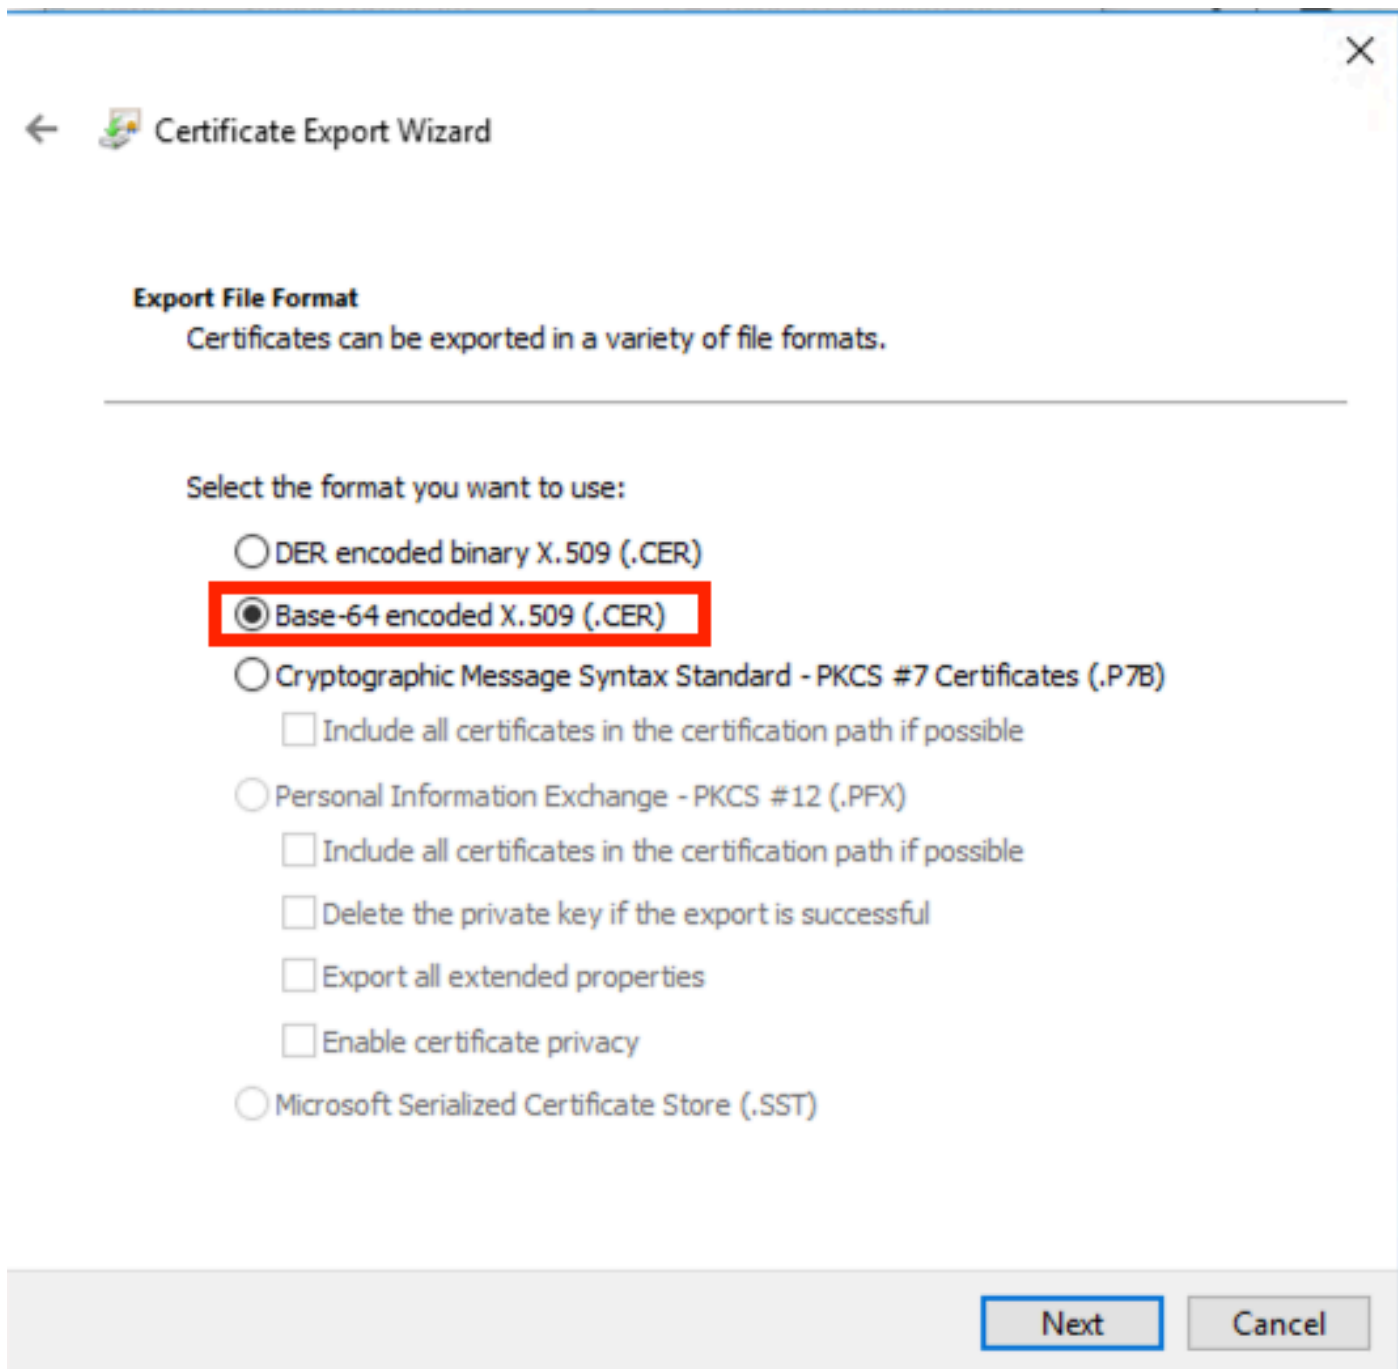 Certificate Export Wizard
Export File Format
Certificates can be exported in a variety of file formats.
Select the format you want to use:
DER encoded binary X.509 (.CER)
Base-64 encoded X.509 (.CER)
Cryptographic Message Syntax Standard - PKCS #7 Certificates (.P7B)
Include all certificates in the certification path if possible
Personal Information Exchange - PKCS #12 (.PFX)
Include all certificates in the certification path if possible
Delete the private key if the export is successful
Export all extended properties
Enable certificate privacy
Microsoft Serialized Certificate Store (.SST)
Next Cancel